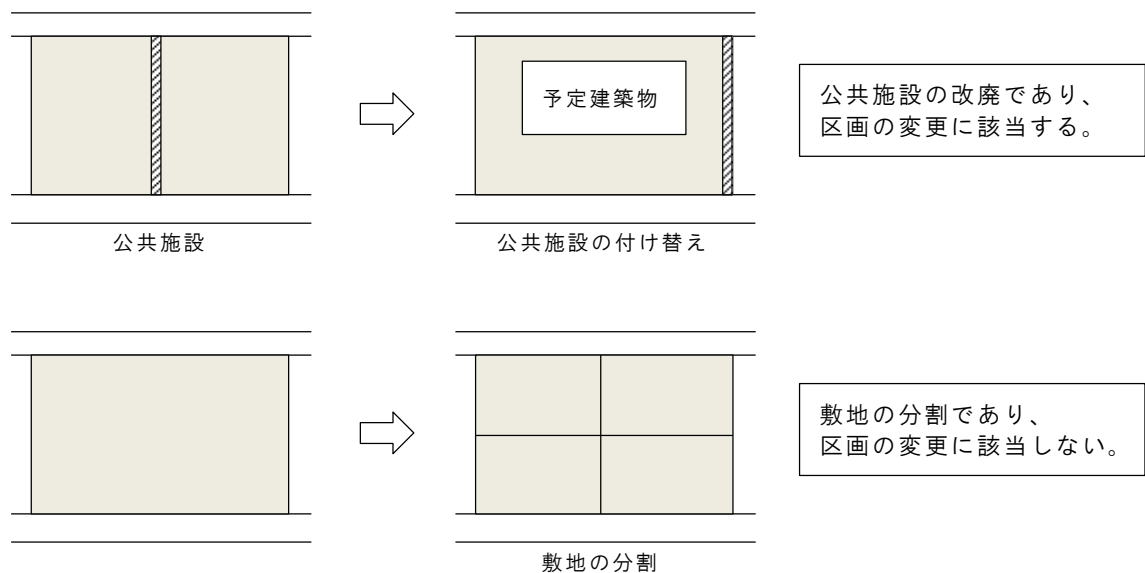 予定建築物
公共施設の改廃であり、
区画の変更に該当する。
公共施設
公共施設の付け替え
敷地の分割であり、
区画の変更に該当しない。
敷地の分割